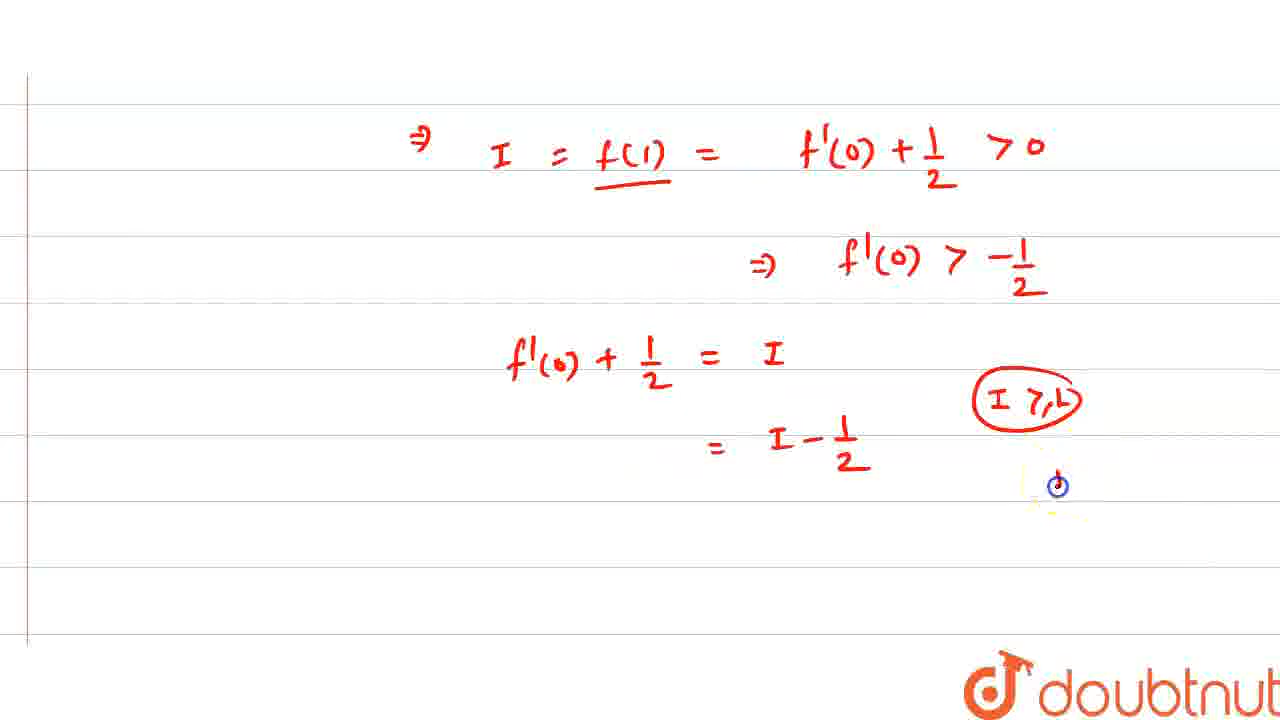 ⇒ I = f(1) = f'(0) + 1/2 > 0
⇒ f'(0) > -1/2
f'(0) + 1/2 = I
I ≥ 1
= I - 1/2
doubtnut